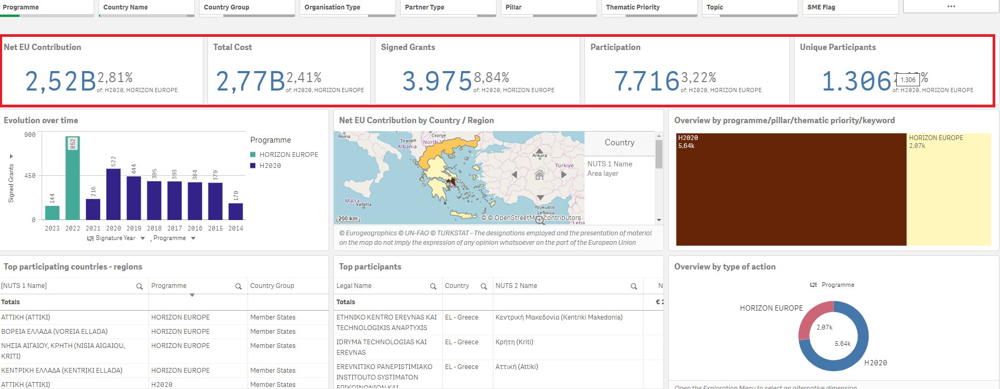 Programme
Country Name
Country Group
Organisation Type
Partner Type
Pillar
Thematic Priority
Topic
SME Flag
...
Net EU Contribution
2,52B 2,81%
of: H2020, HORIZON EUROPE
Total Cost
2,77B 2,41%
of: H2020, HORIZON EUROPE
Signed Grants
3.975 8,84%
of: H2020, HORIZON EUROPE
Participation
7.716 3,22%
of: H2020, HORIZON EUROPE
Unique Participants
1.306 %
1.306
of: H2020, HORIZON EUROPE
Evolution over time
Signed Grants
900
450
0
144
852
216
522
444
395
393
384
379
170
2023 2022 2021 2020 2019 2018 2017 2016 2015 2014
Signature Year , Programme
Programme
HORIZON EUROPE
H2020
Net EU Contribution by Country / Region
Roma
Tiranë
Albania
Скопје
North
Ankara
Türkiye
Malta
Valletta
Λευκωσία
Lefkosia
Leba
200 km
© © OpenStreetMap contributors
Country
NUTS 1 Name
Area layer
© Eurogeographics © UN-FAO © TURKSTAT - The designations employed and the presentation of material
on the map do not imply the expression of any opinion whatsoever on the part of the European Union
Overview by programme/pillar/thematic priority/keyword
H2020
5,64k
HORIZON EUROPE
2,07k
Top participating countries - regions
[NUTS 1 Name] Programme Country Group
Totals
ΑΤΤΙΚΗ (ATTIKI) HORIZON EUROPE Member States
ΒΟΡΕΙΑ ΕΛΛΑΔΑ (VOREIA ELLADA) HORIZON EUROPE Member States
ΝΗΣΙΑ ΑΙΓΑΙΟΥ, ΚΡΗΤΗ (NISIA AIGAIOU, HORIZON EUROPE Member States
KRITI)
ΚΕΝΤΡΙΚΗ ΕΛΛΑΔΑ (KENTRIKI ELLADA) HORIZON EUROPE Member States
ΑΤΤΙΚΗ (ATTIKI) H2020 Member States
Top participants
Legal Name Country NUTS 2 Name N
Totals € 2
ETHNIKO KENTRO EREVNAS KAI EL - Greece Κεντρική Μακεδονία (Kentriki Makedonia)
TECHNOLOGIKIS ANAPTYXIS
IDRYMA TECHNOLOGIAS KAI EL - Greece Κρήτη (Kriti)
EREVNAS
EREVNITIKO PANEPISTIMIAKO EL - Greece Aττική (Attiki)
INSTITOUTO SYSTIMATON
EPIKOINONION KAI
Overview by type of action
Programme
HORIZON EUROPE
2,07k
5,64k
H2020
Open the Exploration Menu to select an alternative dimension